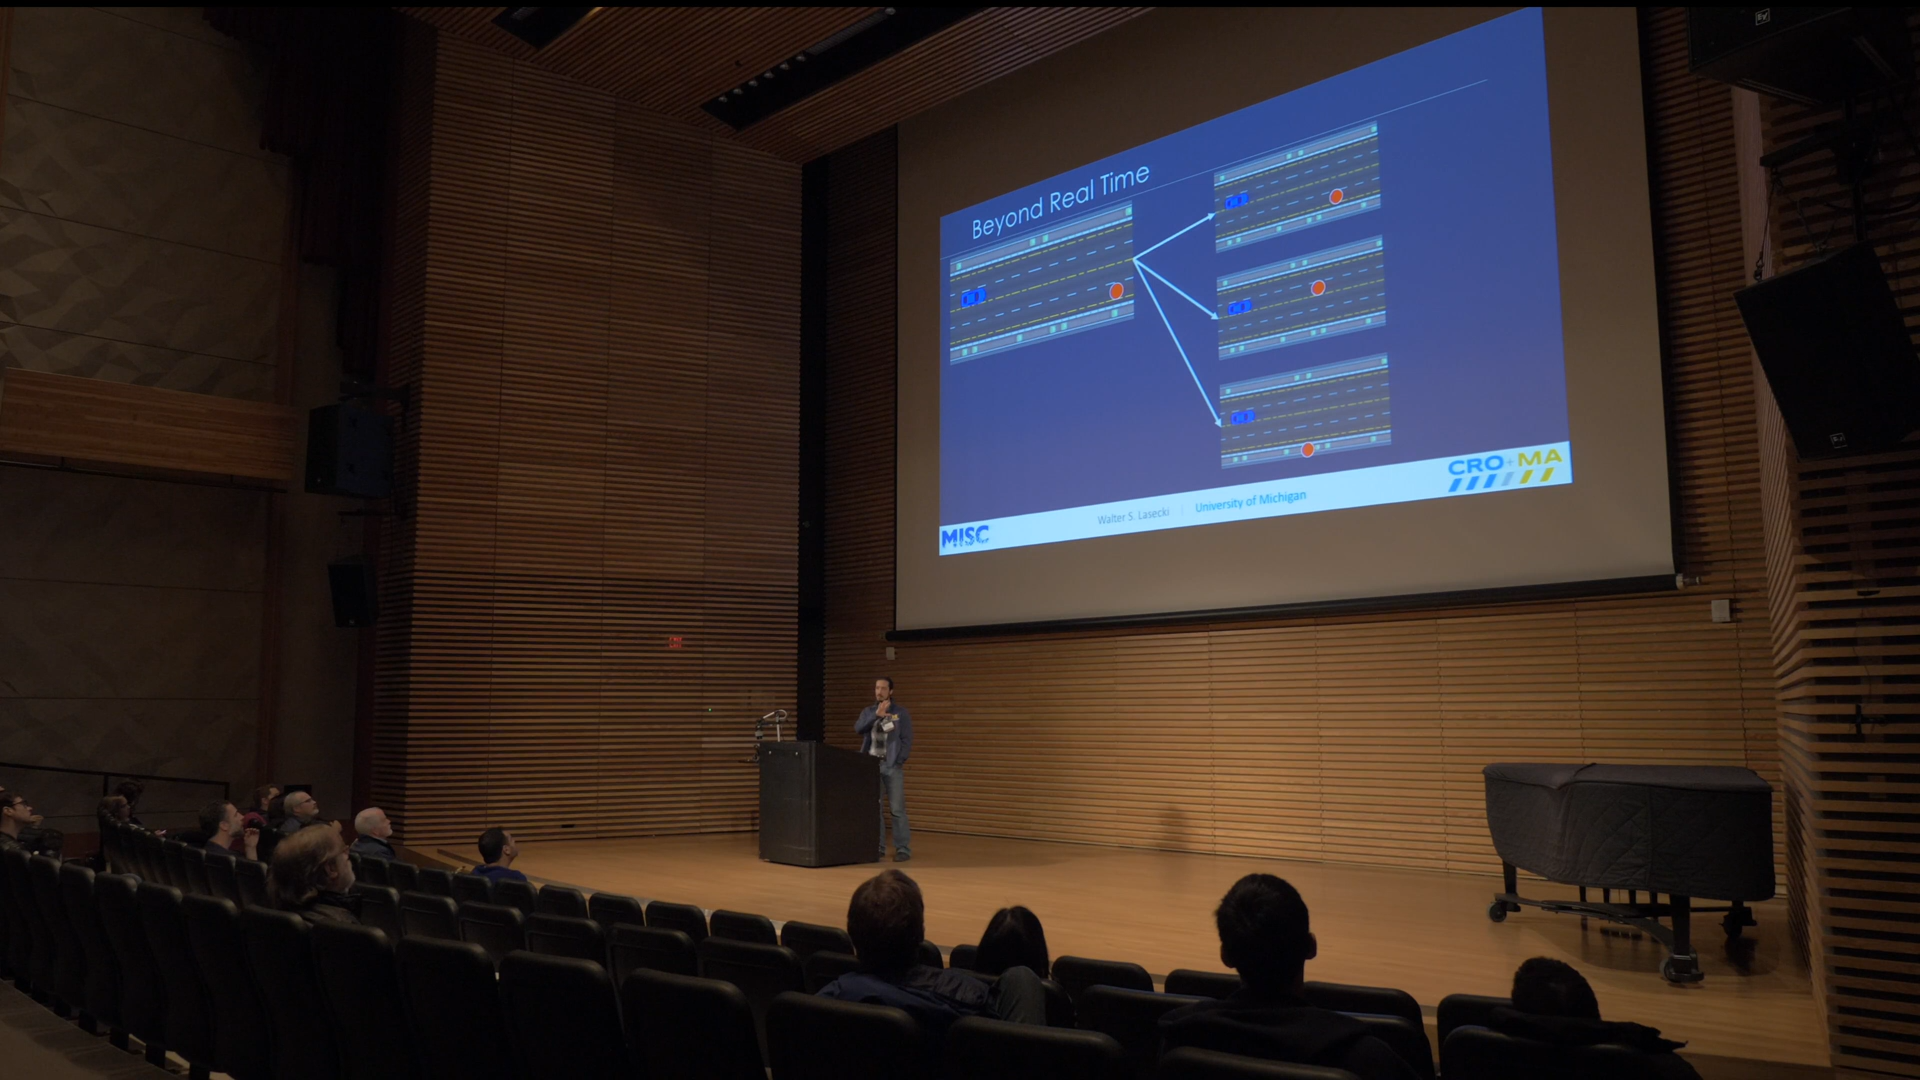 Beyond Real Time
CRO+MA
Walter S. Lasecki | University of Michigan
MISC